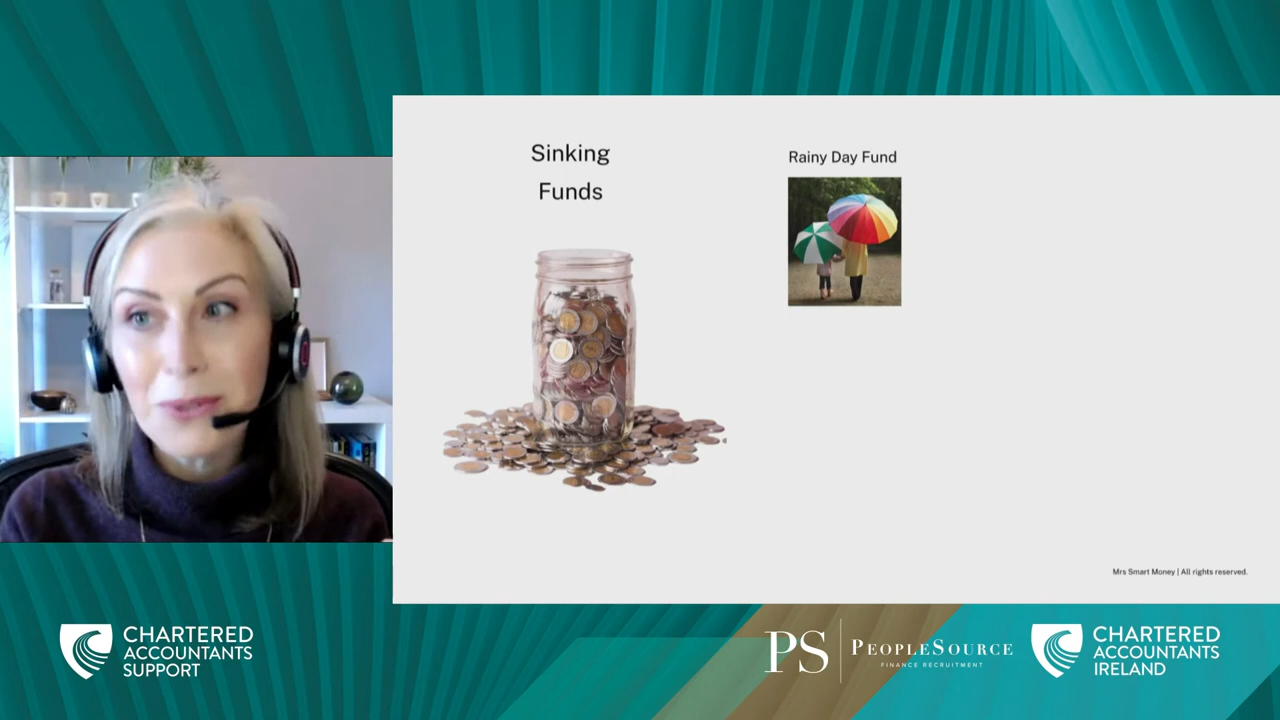 Sinking
Funds
Rainy Day Fund
Mrs Smart Money | All rights reserved.
CHARTERED
ACCOUNTANTS
SUPPORT
PS
PEOPLESOURCE
FINANCE RECRUITMENT
CHARTERED
ACCOUNTANTS
IRELAND